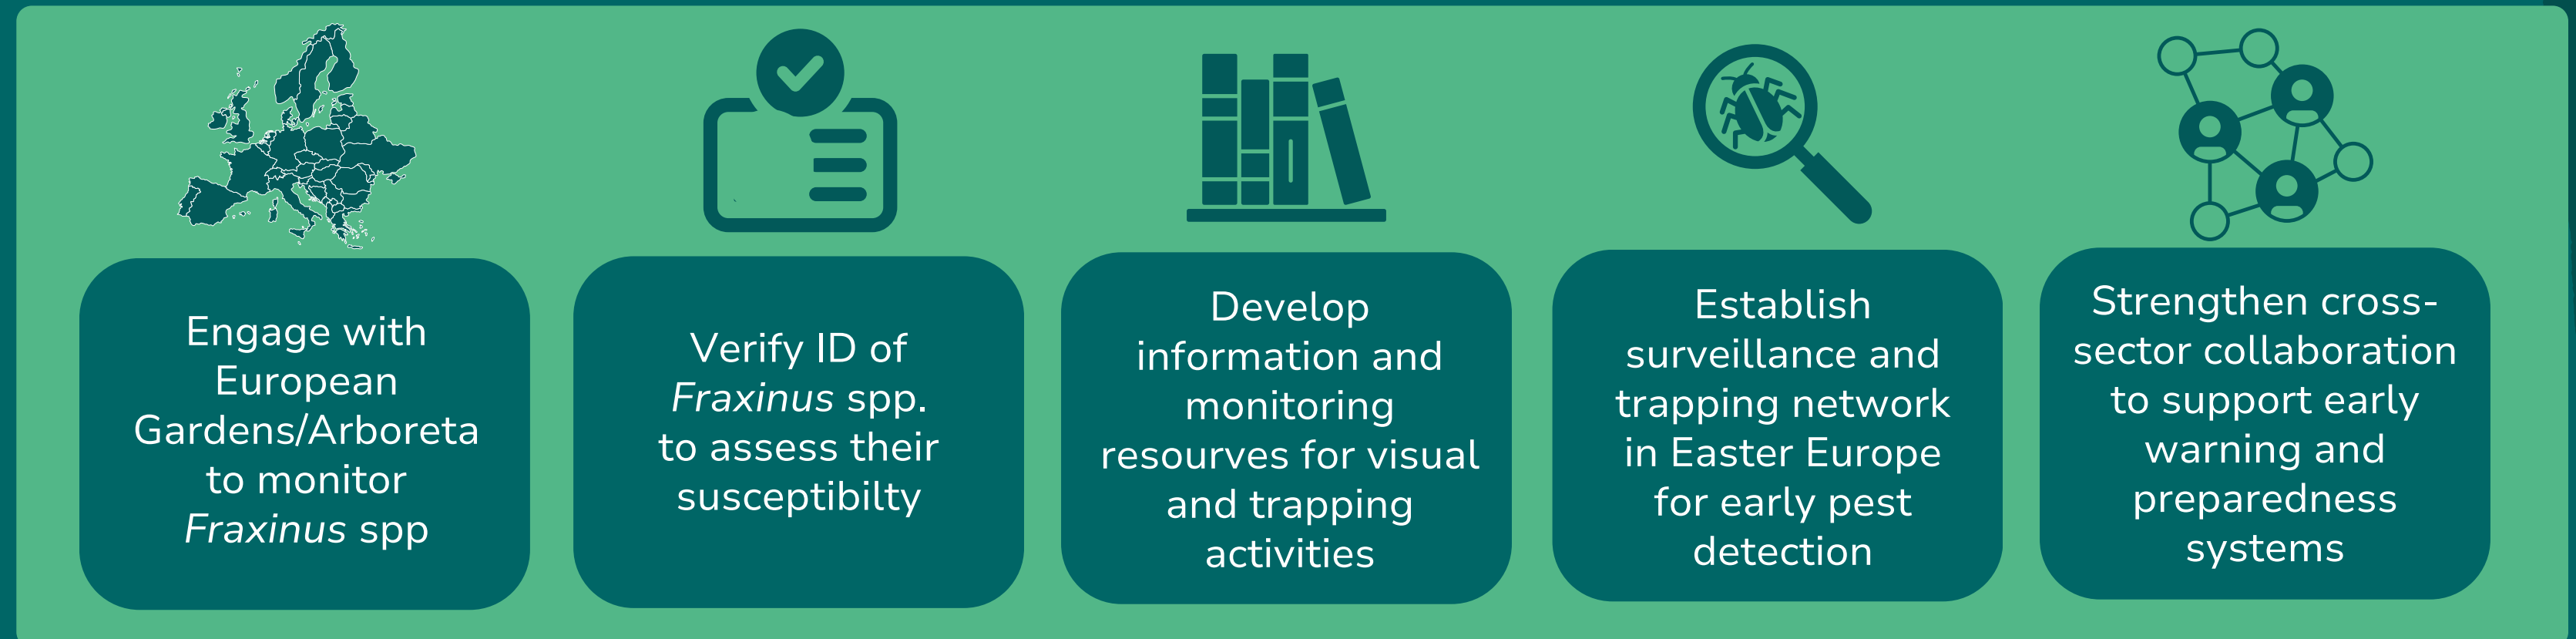 Engage with
European
Gardens/Arboreta
to monitor
Fraxinus spp
Verify ID of
Fraxinus spp.
to assess their
susceptibilty
Develop
information and
monitoring
resourves for visual
and trapping
activities
Establish
surveillance and
trapping network
in Easter Europe
for early pest
detection
Strengthen cross-
sector collaboration
to support early
warning and
preparedness
systems